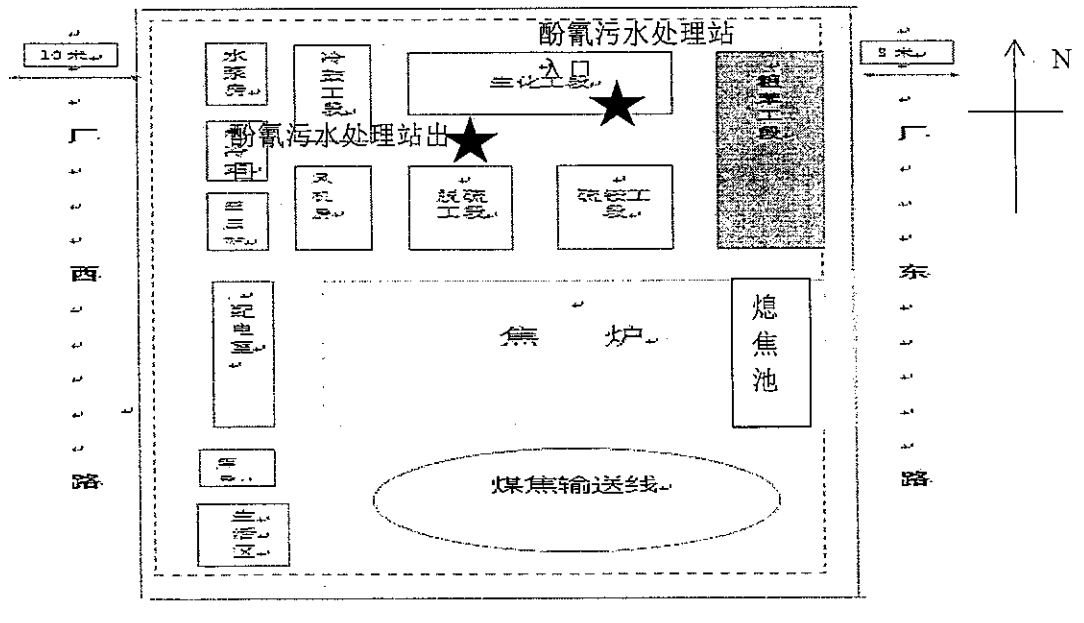 酚氰污水处理站
入口
10米
8米
N
水泵房
冷鼓工段
生化工段
粗苯工段
酚氰污水处理站出
风机房
脱硫工段
硫铵工段
厂西路
厂东路
配电室
焦炉
熄焦池
煤焦输送线
生活区